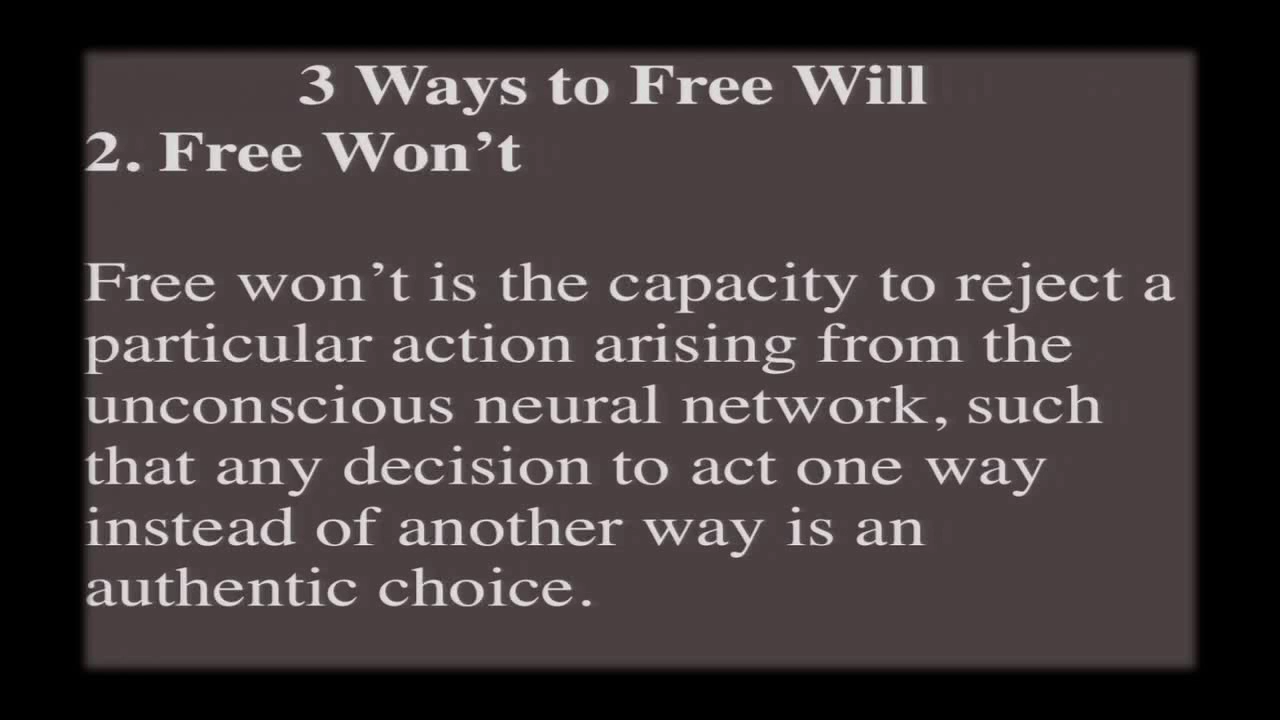 3 Ways to Free Will
2. Free Won’t
Free won’t is the capacity to reject a
particular action arising from the
unconscious neural network, such
that any decision to act one way
instead of another way is an
authentic choice.